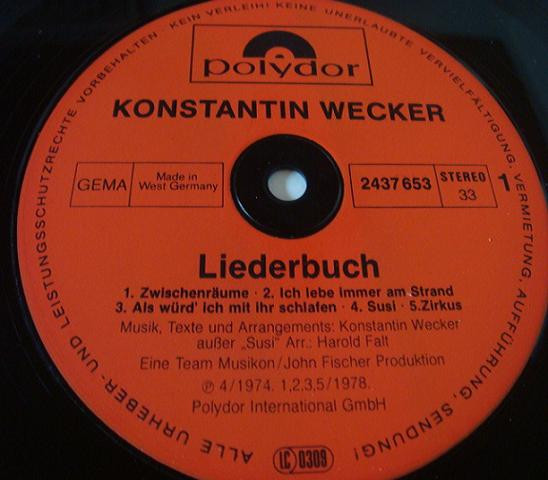 polydor
KONSTANTIN WECKER
GEMA
Made in
West Germany
2437 653
STEREO
33
1
Liederbuch
1. Zwischenräume · 2. Ich lebe immer am Strand
3. Als würd' ich mit ihr schlafen · 4. Susi · 5.Zirkus
Musik, Texte und Arrangements: Konstantin Wecker
außer „Susi" Arr.: Harold Falt
Eine Team Musikon/John Fischer Produktion
℗ 4/1974. 1,2,3,5/1978.
Polydor International GmbH
LC 0309
ALLE URHEBER- UND LEISTUNGSSCHUTZRECHTE VORBEHALTEN KEIN VERLEIH! KEINE UNERLAUBTE VERVIELFÄLTIGUNG, VERMIETUNG, AUFFÜHRUNG, SENDUNG!